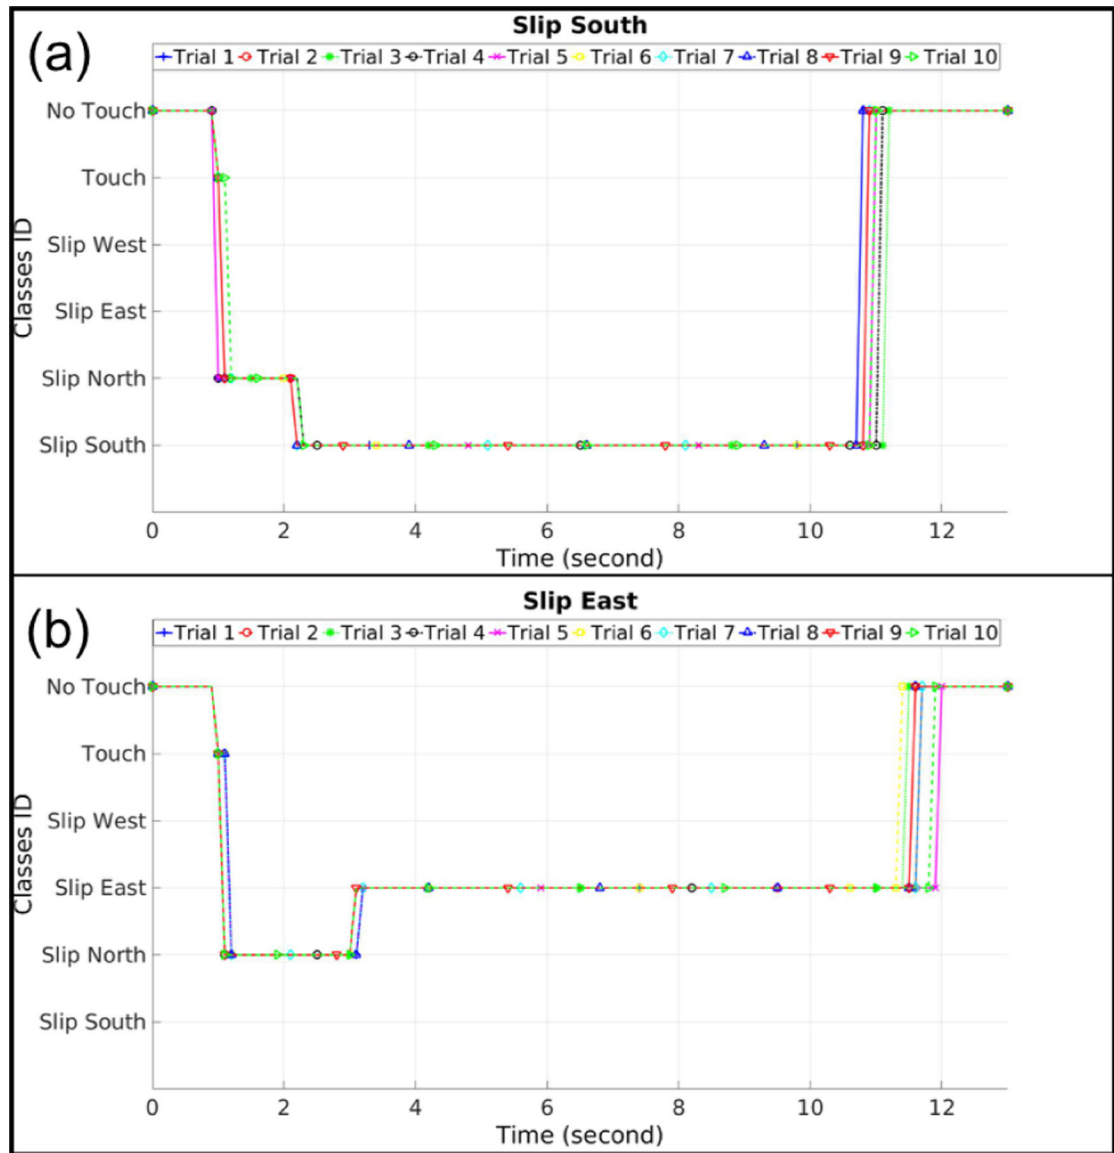 (a)
Slip South
Trial 1 Trial 2 Trial 3 Trial 4 Trial 5 Trial 6 Trial 7 Trial 8 Trial 9 Trial 10
No Touch
Touch
Slip West
Slip East
Slip North
Slip South
Classes ID
0 2 4 6 8 10 12
Time (second)
(b)
Slip East
Trial 1 Trial 2 Trial 3 Trial 4 Trial 5 Trial 6 Trial 7 Trial 8 Trial 9 Trial 10
No Touch
Touch
Slip West
Slip East
Slip North
Slip South
Classes ID
0 2 4 6 8 10 12
Time (second)